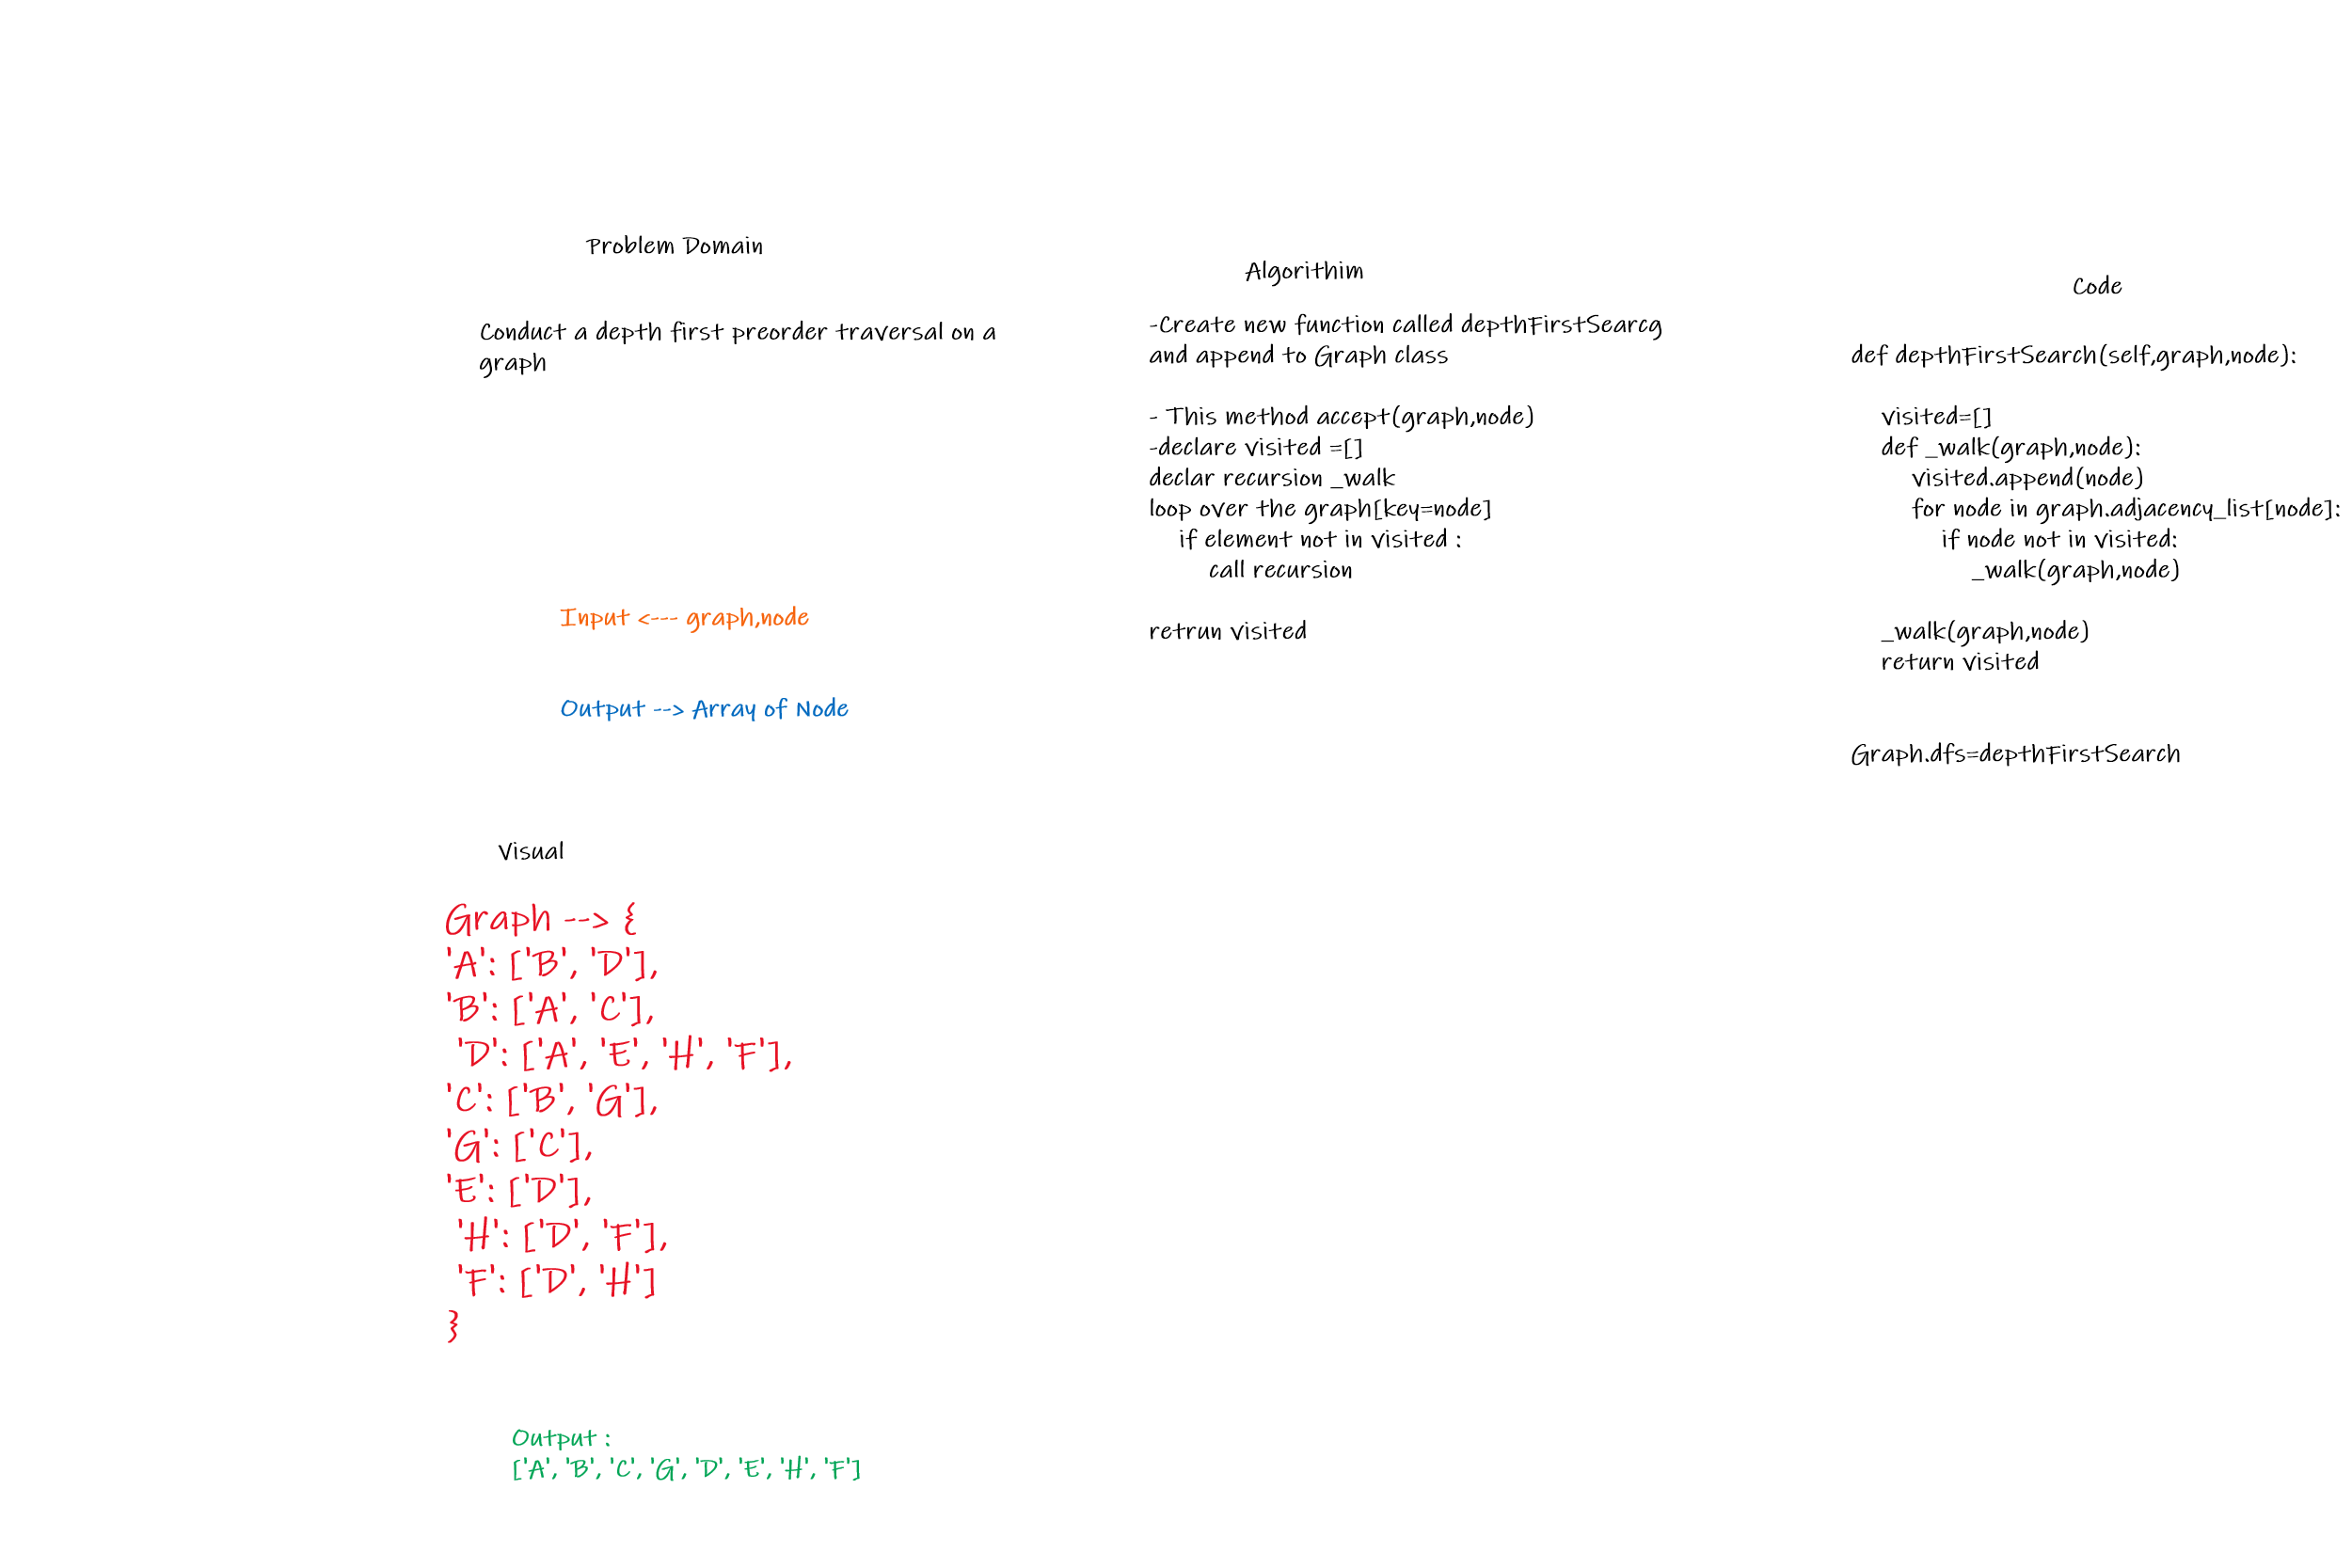 Problem Domain
Conduct a depth first preorder traversal on a
graph
Input <--- graph,node
Output --> Array of Node
Visual
Graph --> {
'A': ['B', 'D'],
'B': ['A', 'C'],
'D': ['A', 'E', 'H', 'F'],
'C': ['B', 'G'],
'G': ['C'],
'E': ['D'],
'H': ['D', 'F'],
'F': ['D', 'H']
}
Output :
['A', 'B', 'C', 'G', 'D', 'E', 'H', 'F']
Algorithim
-Create new function called depthFirstSearcg
and append to Graph class
- This method accept(graph,node)
-declare visited =[]
declar recursion _walk
loop over the graph[key=node]
if element not in visited :
call recursion
retrun visited
Code
def depthFirstSearch(self,graph,node):
visited=[]
def _walk(graph,node):
visited.append(node)
for node in graph.adjacency_list[node]:
if node not in visited:
_walk(graph,node)
_walk(graph,node)
return visited
Graph.dfs=depthFirstSearch